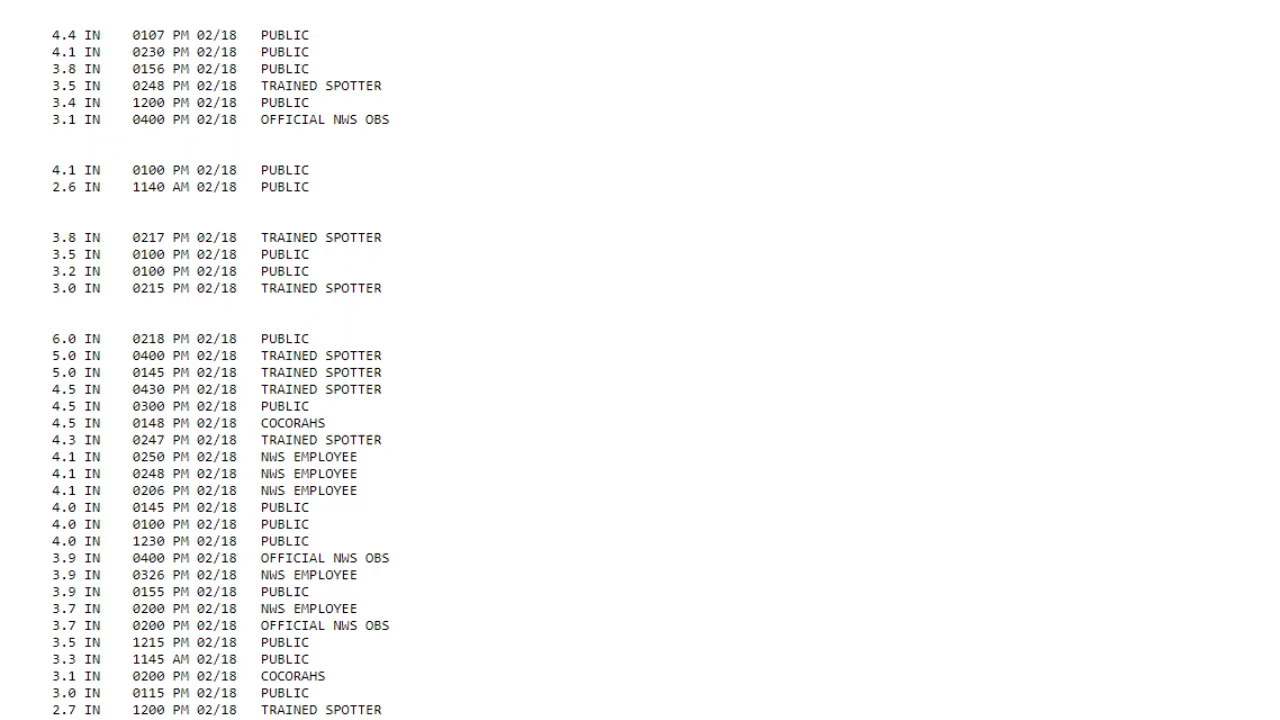 4.4 IN    0107 PM 02/18   PUBLIC
4.1 IN    0230 PM 02/18   PUBLIC
3.8 IN    0156 PM 02/18   PUBLIC
3.5 IN    0248 PM 02/18   TRAINED SPOTTER
3.4 IN    1200 PM 02/18   PUBLIC
3.1 IN    0400 PM 02/18   OFFICIAL NWS OBS
4.1 IN    0100 PM 02/18   PUBLIC
2.6 IN    1140 AM 02/18   PUBLIC
3.8 IN    0217 PM 02/18   TRAINED SPOTTER
3.5 IN    0100 PM 02/18   PUBLIC
3.2 IN    0100 PM 02/18   PUBLIC
3.0 IN    0215 PM 02/18   TRAINED SPOTTER
6.0 IN    0218 PM 02/18   PUBLIC
5.0 IN    0400 PM 02/18   TRAINED SPOTTER
5.0 IN    0145 PM 02/18   TRAINED SPOTTER
4.5 IN    0430 PM 02/18   TRAINED SPOTTER
4.5 IN    0300 PM 02/18   PUBLIC
4.5 IN    0148 PM 02/18   COCORAHS
4.3 IN    0247 PM 02/18   TRAINED SPOTTER
4.1 IN    0250 PM 02/18   NWS EMPLOYEE
4.1 IN    0248 PM 02/18   NWS EMPLOYEE
4.1 IN    0206 PM 02/18   NWS EMPLOYEE
4.0 IN    0145 PM 02/18   PUBLIC
4.0 IN    0100 PM 02/18   PUBLIC
4.0 IN    1230 PM 02/18   PUBLIC
3.9 IN    0400 PM 02/18   OFFICIAL NWS OBS
3.9 IN    0326 PM 02/18   NWS EMPLOYEE
3.9 IN    0155 PM 02/18   PUBLIC
3.7 IN    0200 PM 02/18   NWS EMPLOYEE
3.7 IN    0200 PM 02/18   OFFICIAL NWS OBS
3.5 IN    1215 PM 02/18   PUBLIC
3.3 IN    1145 AM 02/18   PUBLIC
3.1 IN    0200 PM 02/18   COCORAHS
3.0 IN    0115 PM 02/18   PUBLIC
2.7 IN    1200 PM 02/18   TRAINED SPOTTER